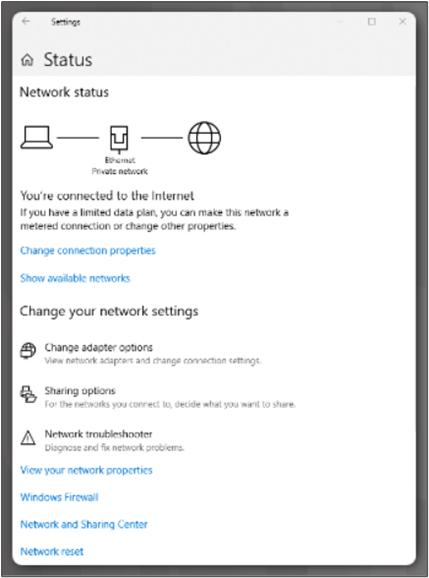 Settings
Status
Network status
Ethernet
Private network
You're connected to the Internet
If you have a limited data plan, you can make this network a
metered connection or change other properties.
Change connection properties
Show available networks
Change your network settings
Change adapter options
View network adapters and change connection settings.
Sharing options
For the networks you connect to, decide what you want to share.
Network troubleshooter
Diagnose and fix network problems.
View your network properties
Windows Firewall
Network and Sharing Center
Network reset